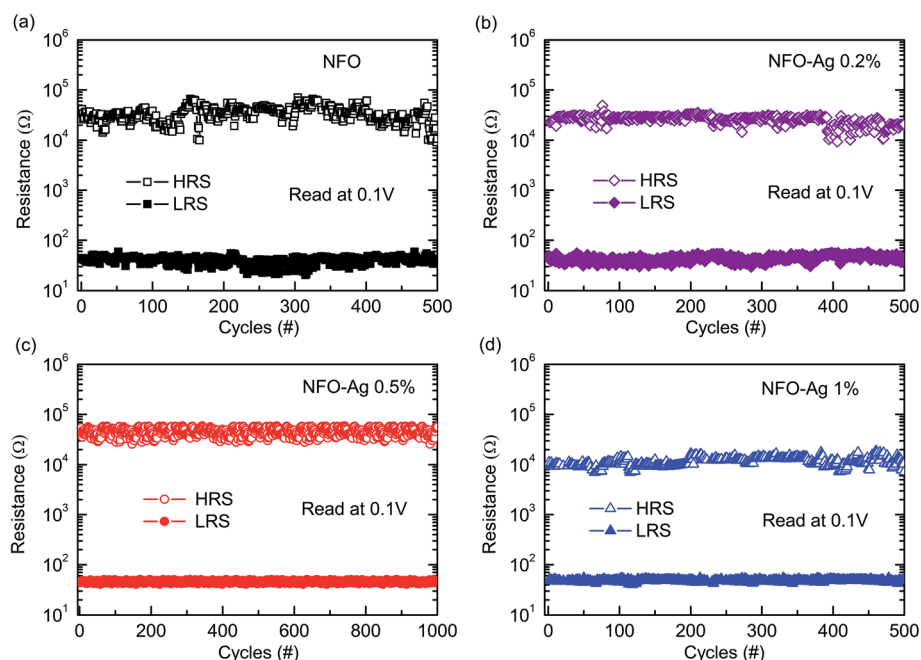 (a)
NFO
Resistance (Ω)
10⁶
10⁵
10⁴
10³
10²
10¹
HRS
LRS
Read at 0.1V
0 100 200 300 400 500
Cycles (#)
(b)
NFO-Ag 0.2%
Resistance (Ω)
10⁶
10⁵
10⁴
10³
10²
10¹
HRS
LRS
Read at 0.1V
0 100 200 300 400 500
Cycles (#)
(c)
NFO-Ag 0.5%
Resistance (Ω)
10⁶
10⁵
10⁴
10³
10²
10¹
HRS
LRS
Read at 0.1V
0 200 400 600 800 1000
Cycles (#)
(d)
NFO-Ag 1%
Resistance (Ω)
10⁶
10⁵
10⁴
10³
10²
10¹
HRS
LRS
Read at 0.1V
0 100 200 300 400 500
Cycles (#)